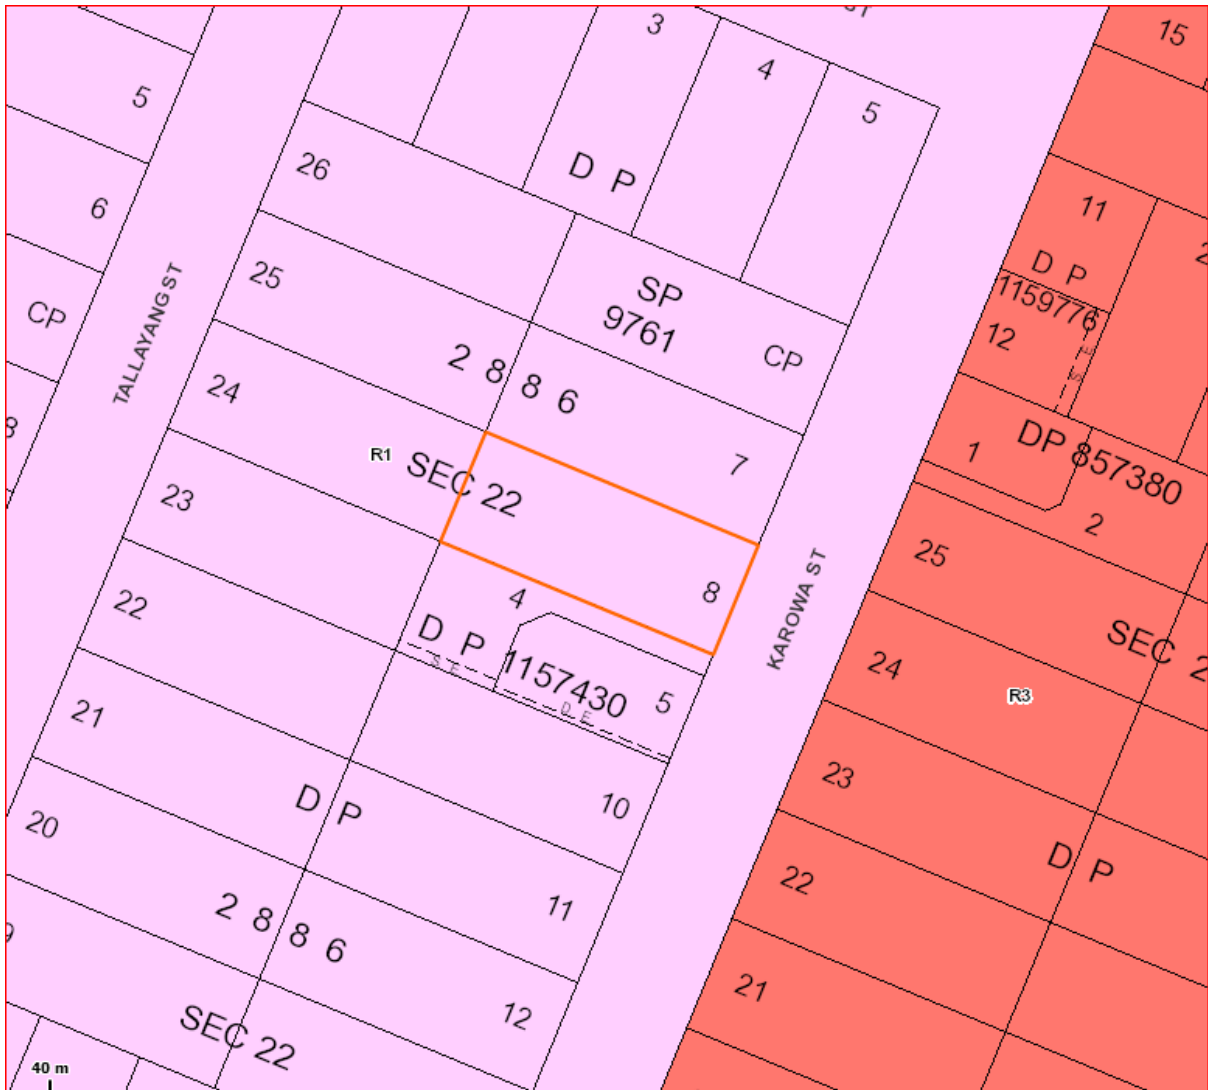 3
4
5
15
5
26
D P
11
6
D P
1159776
25
SP
9761
CP
CP
12
TALLAYANG ST
2 8 8 6
24
7
1
DP 857380
R1
SEC 22
23
2
25
8
KAROWA ST
4
22
D P
1157430
S E
D E
5
SEC 2
24
R3
21
23
D P
10
20
D P
22
2 8 8 6
11
21
SEC 22
12
40 m